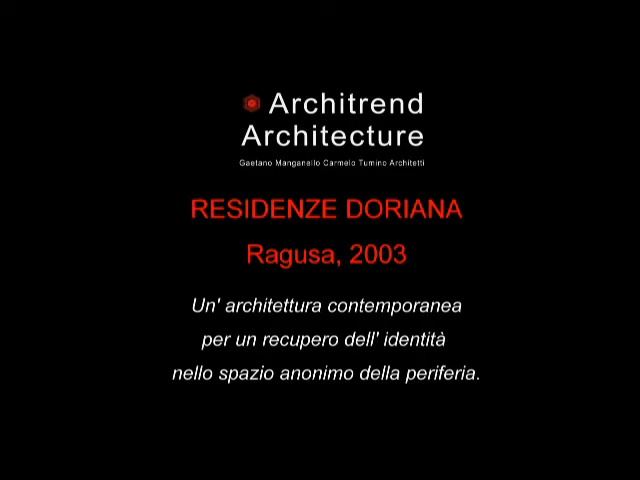 Architrend
Architecture
Gaetano Manganello Carmelo Tumino Architetti
RESIDENZE DORIANA
Ragusa, 2003
Un' architettura contemporanea
per un recupero dell' identità
nello spazio anonimo della periferia.